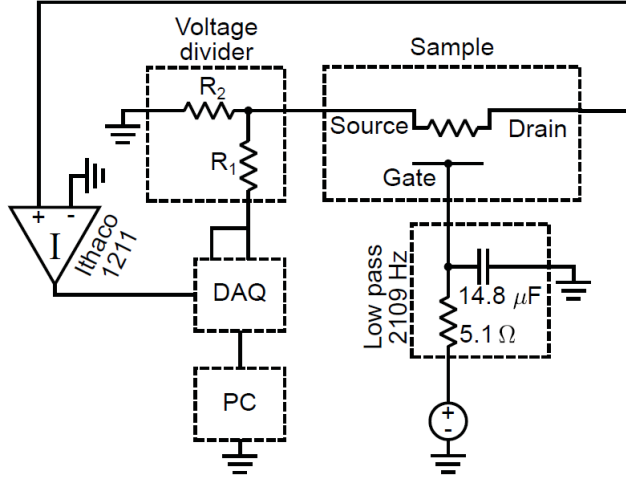 Voltage
divider
Sample
R2
R1
Source
Drain
Gate
+
-
I
Ithaco
1211
DAQ
PC
Low pass
2109 Hz
14.8 μF
5.1 Ω
+
-